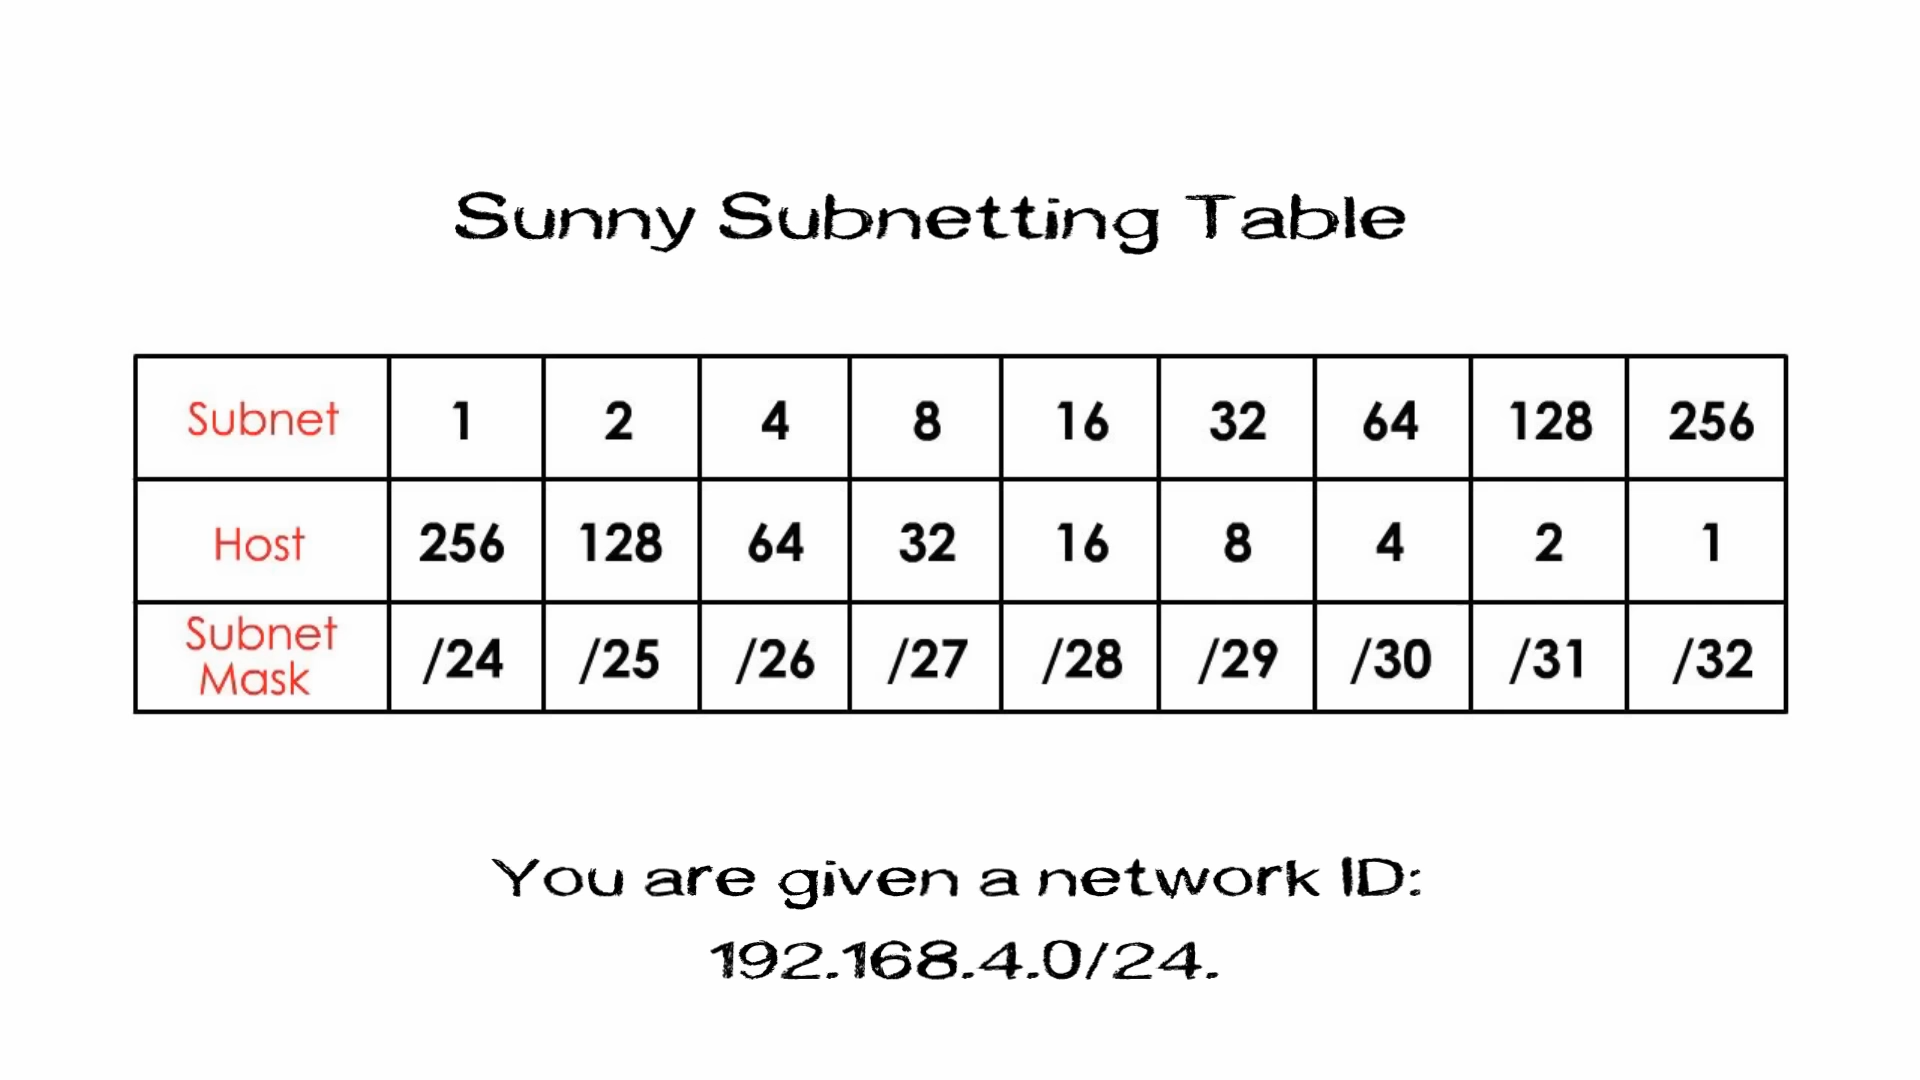 Sunny Subnetting Table
Subnet 1 2 4 8 16 32 64 128 256
Host 256 128 64 32 16 8 4 2 1
Subnet
Mask /24 /25 /26 /27 /28 /29 /30 /31 /32
You are given a network ID:
192.168.4.0/24.